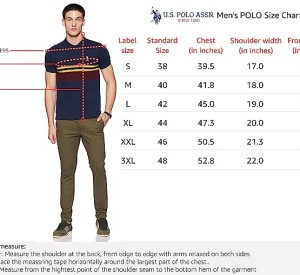 U.S. POLO ASSN. Men's POLO Size Char
SINCE 1890
Label size Standard Size Chest (in inches) Shoulder width (in inches) Fro
(in
S 38 39.5 17.0
M 40 41.8 18.0
L 42 45.0 19.0
XL 44 47.3 20.0
XXL 46 50.5 21.3
3XL 48 52.8 22.0
ERS
measure:
Measure the shoulder at the back, from edge to edge with arms relaxed on both sides
ace the meassring tape horizontally around the largest part of the chest..
Measure from the highest point of the shoulder seam to the bottom hem of the garment